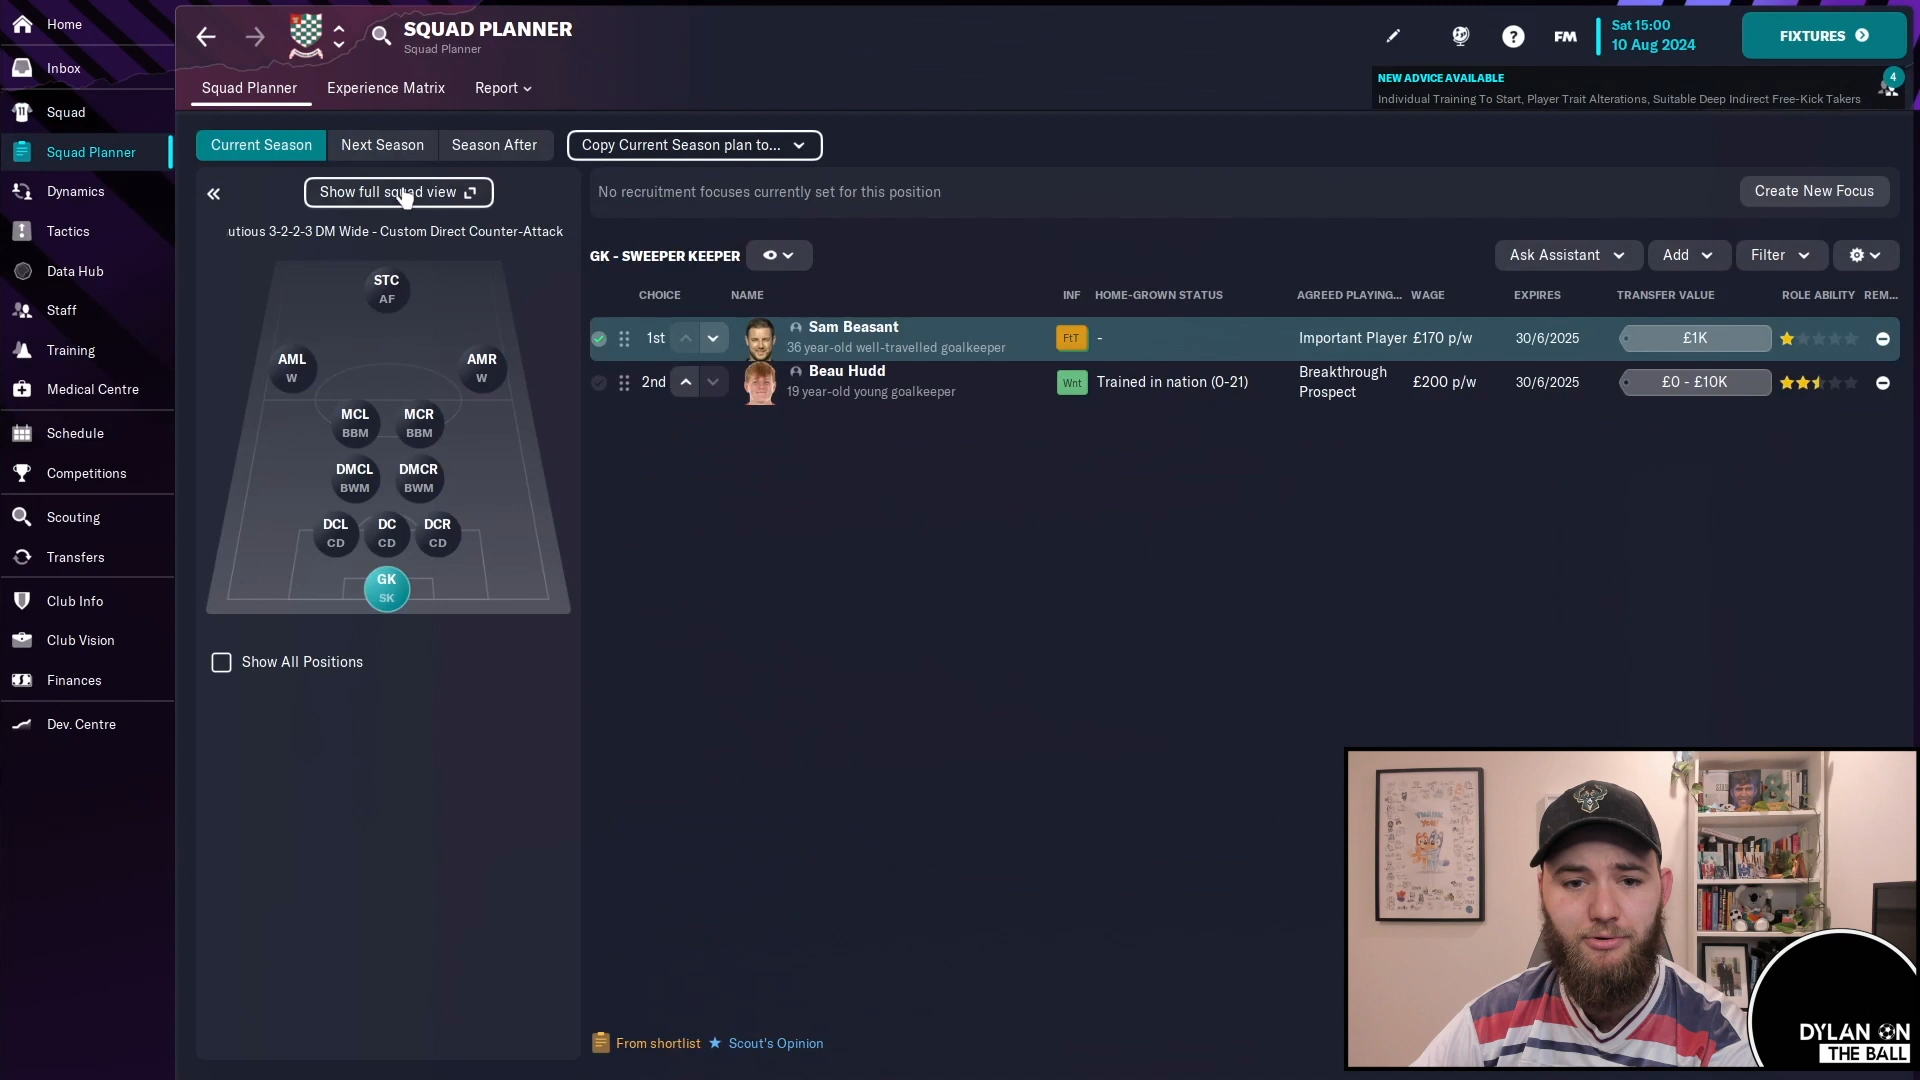 Home
Inbox
Squad
Squad Planner
Dynamics
Tactics
Data Hub
Staff
Training
Medical Centre
Schedule
Competitions
Scouting
Transfers
Club Info
Club Vision
Finances
Dev. Centre
SQUAD PLANNER
Squad Planner
FM
Sat 15:00
10 Aug 2024
FIXTURES
Squad Planner
Experience Matrix
Report
NEW ADVICE AVAILABLE
4
Individual Training To Start, Player Trait Alterations, Suitable Deep Indirect Free-Kick Takers
Current Season
Next Season
Season After
Copy Current Season plan to...
Show full squad view
utious 3-2-2-3 DM Wide - Custom Direct Counter-Attack
STC
AF
AML
W
AMR
W
MCL
BBM
MCR
BBM
DMCL
BWM
DMCR
BWM
DCL
CD
DC
CD
DCR
CD
GK
SK
Show All Positions
No recruitment focuses currently set for this position
Create New Focus
GK - SWEEPER KEEPER
Ask Assistant
Add
Filter
CHOICE NAME INF HOME-GROWN STATUS AGREED PLAYING... WAGE EXPIRES TRANSFER VALUE ROLE ABILITY REM...
1st Sam Beasant FtT - Important Player £170 p/w 30/6/2025 £1K
36 year-old well-travelled goalkeeper
2nd Beau Hudd Wnt Trained in nation (0-21) Breakthrough Prospect £200 p/w 30/6/2025 £0 - £10K
19 year-old young goalkeeper
From shortlist
Scout's Opinion
THANK YOU!
DYLAN ON
THE BALL